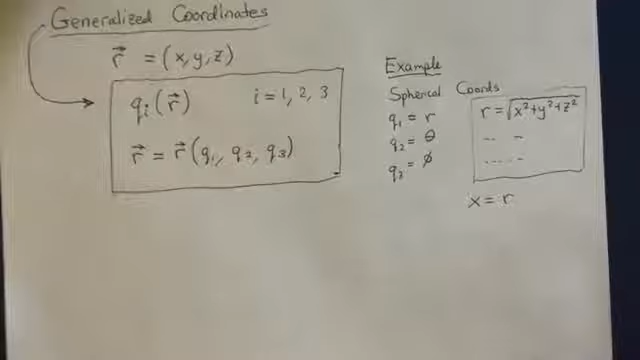 Generalized Coordinates
r⃗ = (x, y, z)
qᵢ(r⃗) i = 1, 2, 3
r⃗ = r⃗(q₁, q₂, q₃)
Example
Spherical Coords
q₁ = r
q₂ = θ
q₃ = φ
r = √x²+y²+z²
.. –
..... –
x = r